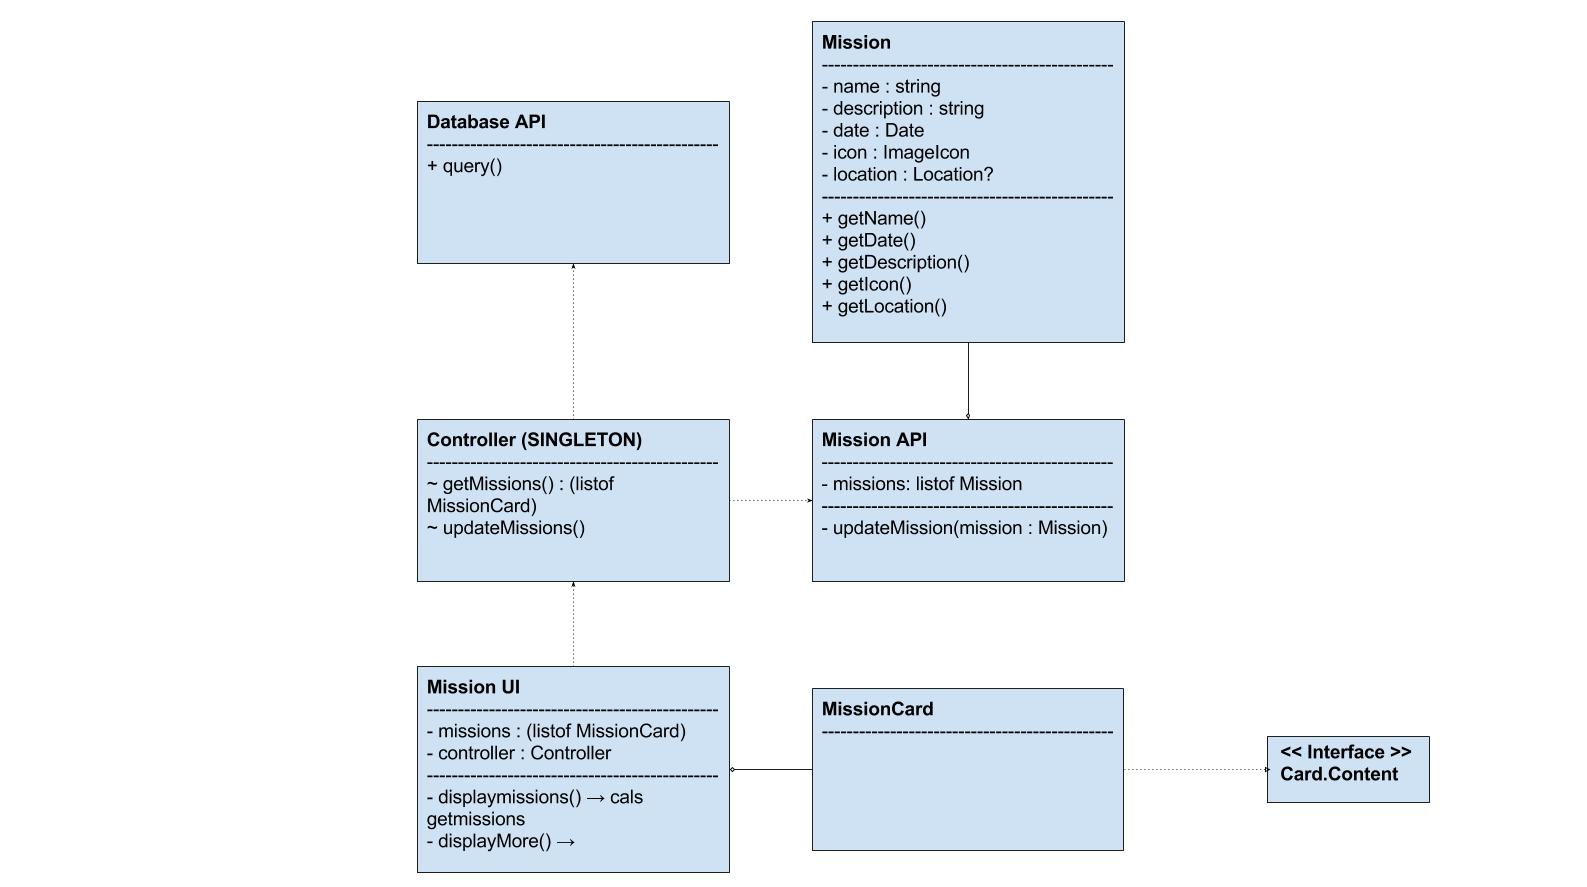 Mission
-----------------------------------------------
- name : string
- description : string
- date : Date
- icon : ImageIcon
- location : Location?
-----------------------------------------------
+ getName()
+ getDate()
+ getDescription()
+ getIcon()
+ getLocation()
Database API
-----------------------------------------------
+ query()
Controller (SINGLETON)
-----------------------------------------------
~ getMissions() : (listof
MissionCard)
~ updateMissions()
Mission API
-----------------------------------------------
- missions: listof Mission
-----------------------------------------------
- updateMission(mission : Mission)
Mission UI
-----------------------------------------------
- missions : (listof MissionCard)
- controller : Controller
-----------------------------------------------
- displaymissions() → cals
getmissions
- displayMore() →
MissionCard
-----------------------------------------------
<< Interface >>
Card.Content